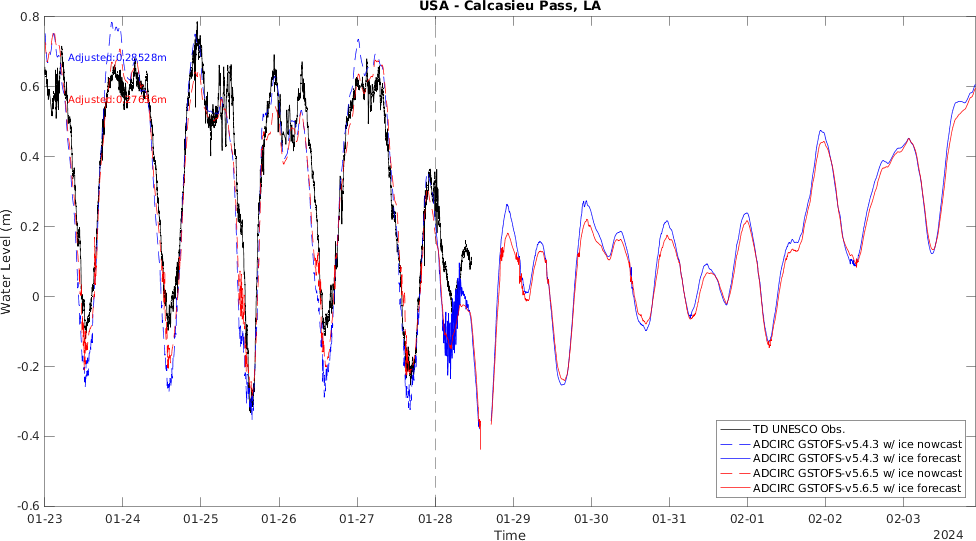 USA - Calcasieu Pass, LA
0.8
0.6
0.4
0.2
0
-0.2
-0.4
-0.6
Water Level (m)
Adjusted:0.28528m
TD UNESCO Obs.
ADCIRC GSTOFS-v5.4.3 w/ ice nowcast
ADCIRC GSTOFS-v5.4.3 w/ ice forecast
ADCIRC GSTOFS-v5.6.5 w/ ice nowcast
ADCIRC GSTOFS-v5.6.5 w/ ice forecast
01-23 01-24 01-25 01-26 01-27 01-28 01-29 01-30 01-31 02-01 02-02 02-03
Time
2024